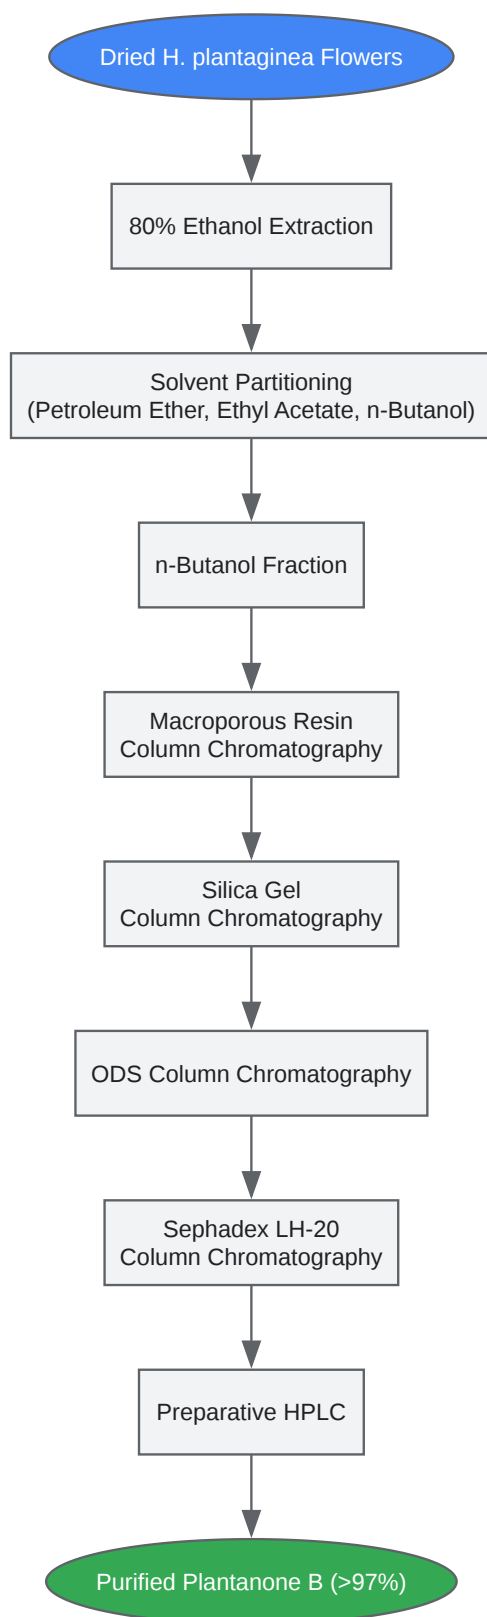 Dried H. plantaginea Flowers
80% Ethanol Extraction
Solvent Partitioning
(Petroleum Ether, Ethyl Acetate, n-Butanol)
n-Butanol Fraction
Macroporous Resin
Column Chromatography
Silica Gel
Column Chromatography
ODS Column Chromatography
Sephadex LH-20
Column Chromatography
Preparative HPLC
Purified Plantanone B (>97%)